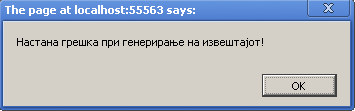 The page at localhost:55563 says:
Настана грешка при генерирање на извештајот!
OK